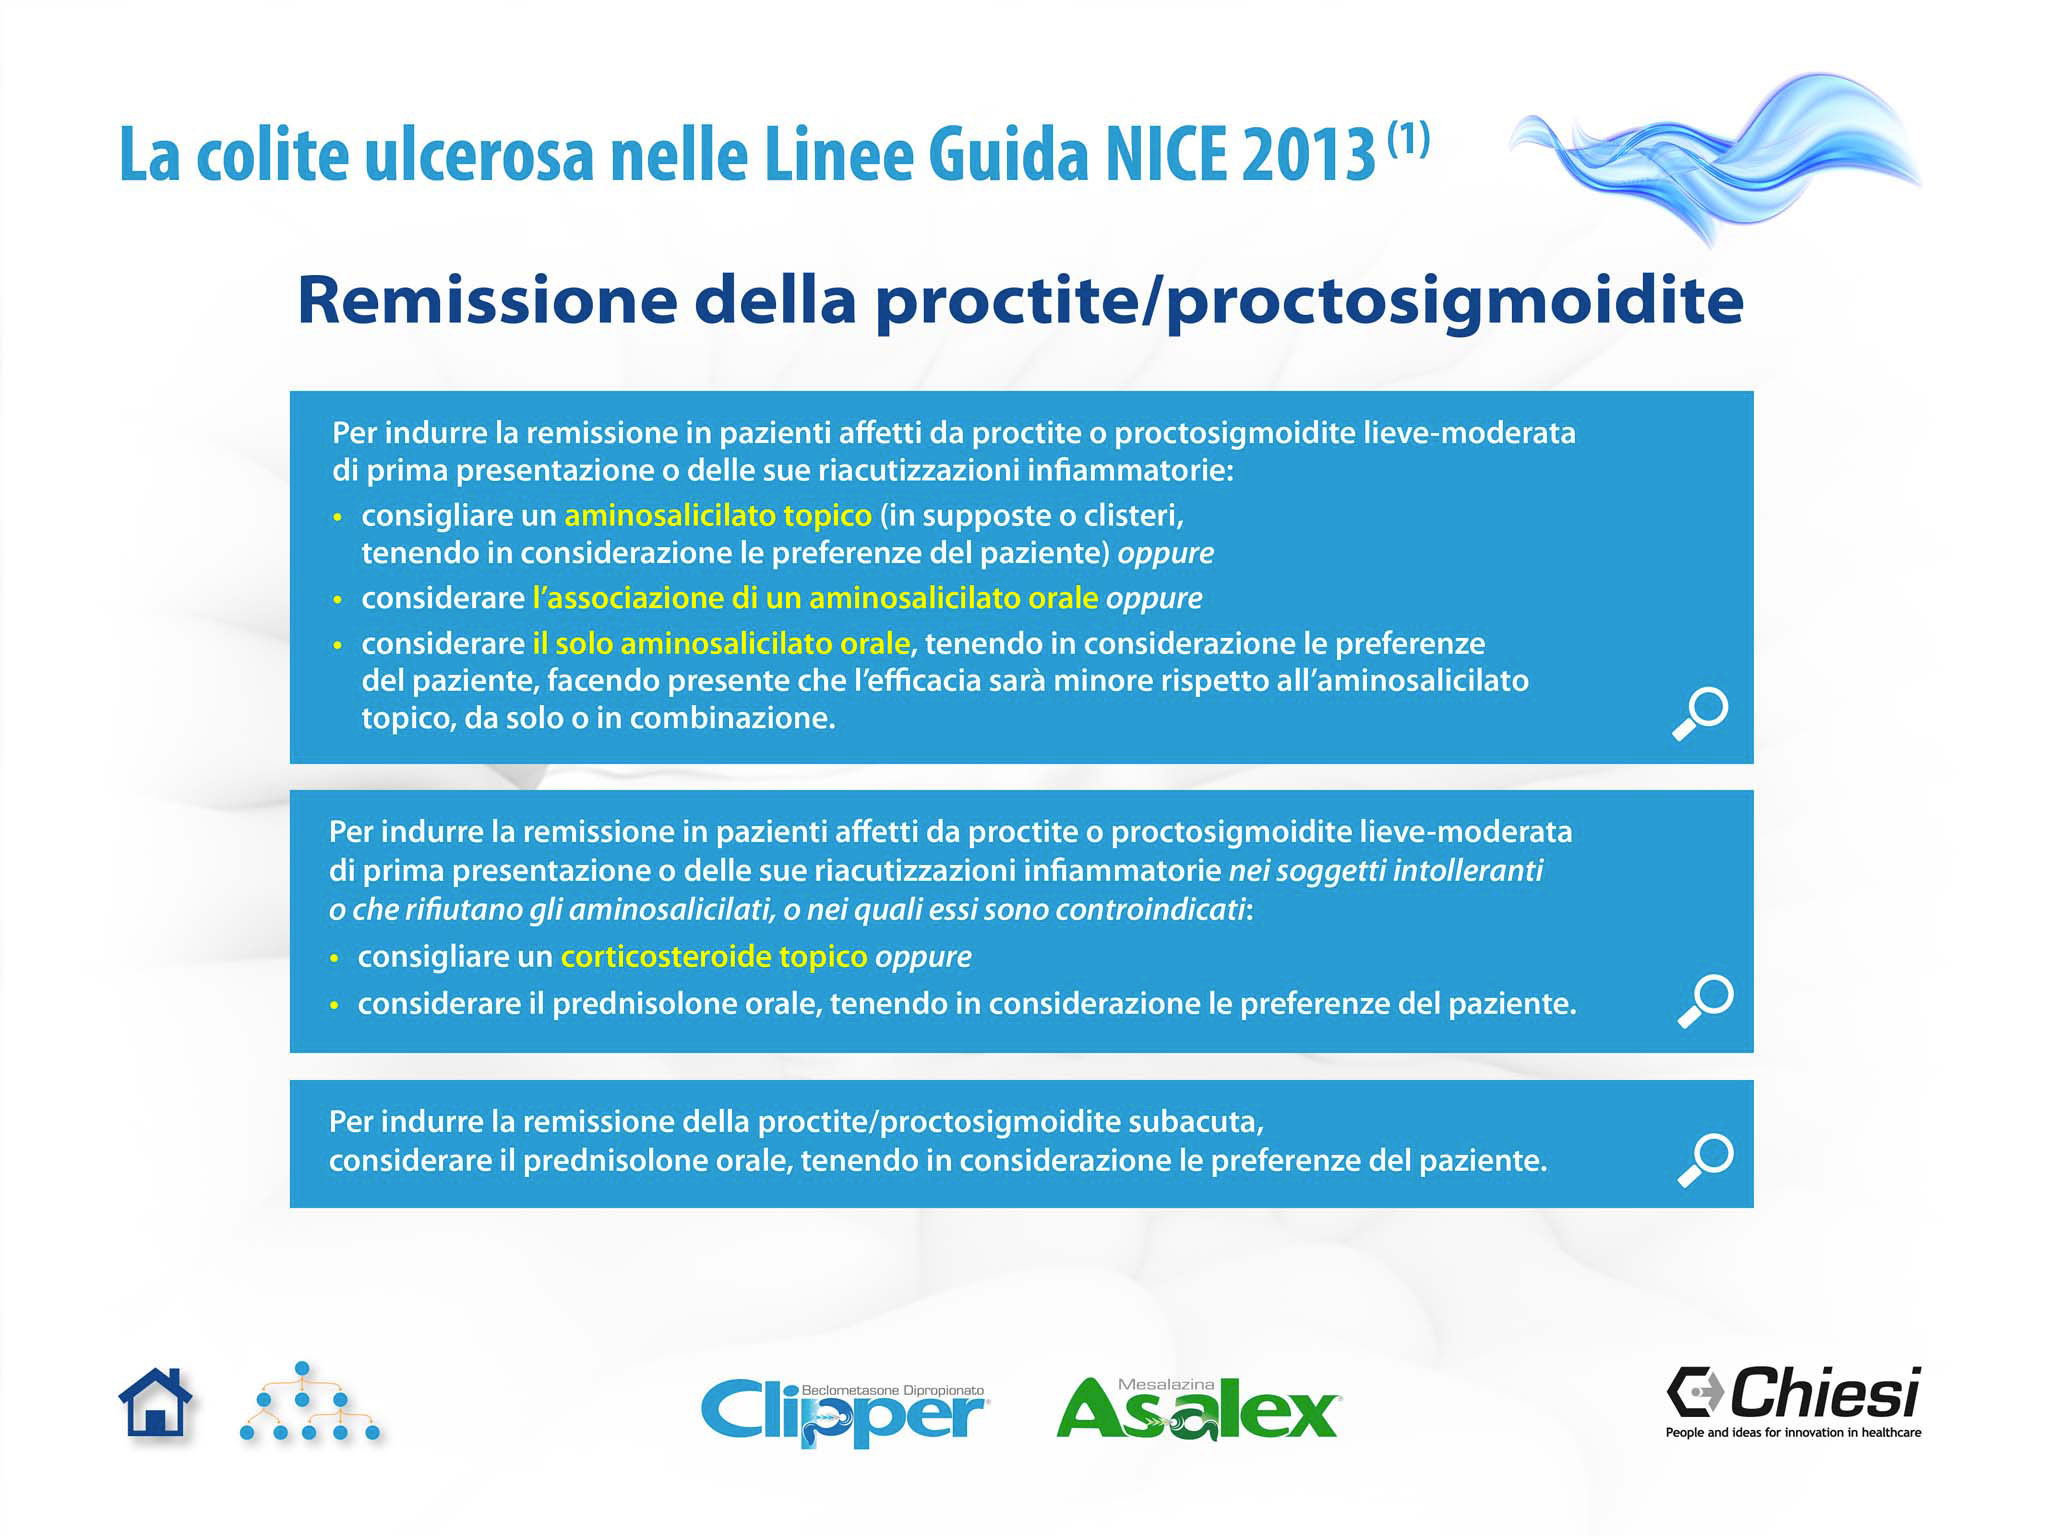 La colite ulcerosa nelle Linee Guida NICE 2013 (1)
Remissione della proctite/proctosigmoidite
Per indurre la remissione in pazienti affetti da proctite o proctosigmoidite lieve-moderata
di prima presentazione o delle sue riacutizzazioni infiammatorie:
• consigliare un aminosalicilato topico (in supposte o clisteri,
tenendo in considerazione le preferenze del paziente) oppure
• considerare l'associazione di un aminosalicilato orale oppure
• considerare il solo aminosalicilato orale, tenendo in considerazione le preferenze
del paziente, facendo presente che l'efficacia sarà minore rispetto all'aminosalicilato
topico, da solo o in combinazione.
Per indurre la remissione in pazienti affetti da proctite o proctosigmoidite lieve-moderata
di prima presentazione o delle sue riacutizzazioni infiammatorie nei soggetti intolleranti
o che rifiutano gli aminosalicilati, o nei quali essi sono controindicati:
• consigliare un corticosteroide topico oppure
• considerare il prednisolone orale, tenendo in considerazione le preferenze del paziente.
Per indurre la remissione della proctite/proctosigmoidite subacuta,
considerare il prednisolone orale, tenendo in considerazione le preferenze del paziente.
Beclometasone Dipropionato
Clipper®
Mesalazina
Asalex®
Chiesi
People and ideas for innovation in healthcare